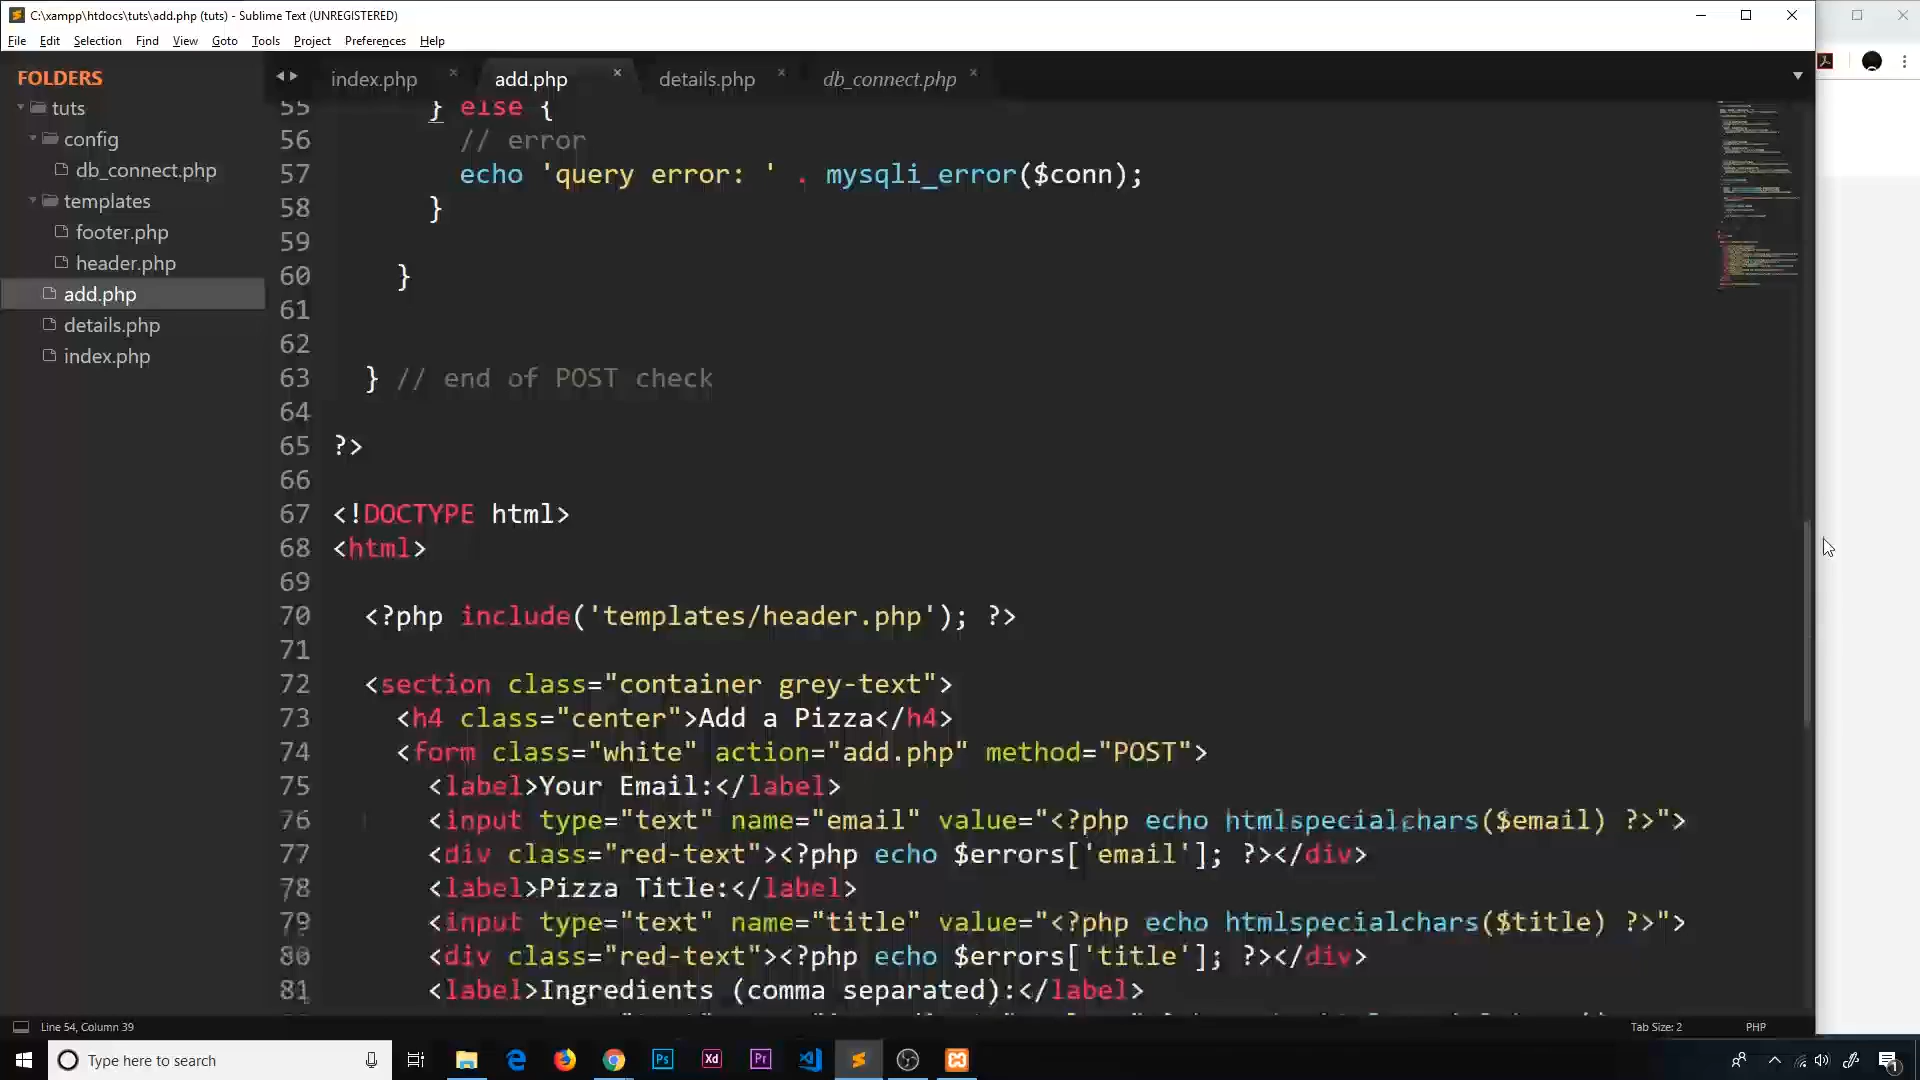 C:\xampp\htdocs\tuts\add.php (tuts) - Sublime Text (UNREGISTERED)
File Edit Selection Find View Goto Tools Project Preferences Help
FOLDERS
tuts
config
db_connect.php
templates
footer.php
header.php
add.php
details.php
index.php
index.php add.php details.php db_connect.php
55 } else {
56 // error
57 echo 'query error: ' . mysqli_error($conn);
58 }
59
60 }
61
62
63 } // end of POST check
64
65 ?>
66
67 <!DOCTYPE html>
68 <html>
69
70 <?php include('templates/header.php'); ?>
71
72 <section class="container grey-text">
73 <h4 class="center">Add a Pizza</h4>
74 <form class="white" action="add.php" method="POST">
75 <label>Your Email:</label>
76 <input type="text" name="email" value="<?php echo htmlspecialchars($email) ?>">
77 <div class="red-text"><?php echo $errors['email']; ?></div>
78 <label>Pizza Title:</label>
79 <input type="text" name="title" value="<?php echo htmlspecialchars($title) ?>">
80 <div class="red-text"><?php echo $errors['title']; ?></div>
81 <label>Ingredients (comma separated):</label>
Line 54, Column 39
Tab Size: 2
PHP
Type here to search
Ps
Xd
Pr
1